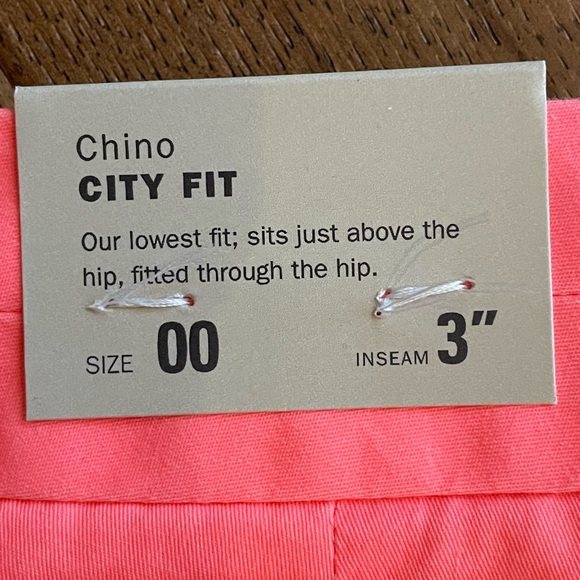 Chino
CITY FIT
Our lowest fit; sits just above the
hip, fitted through the hip.
SIZE 00
INSEAM 3"